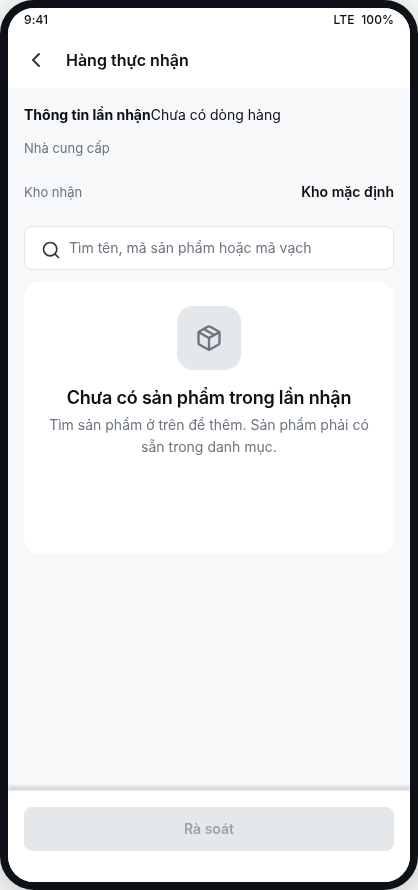 9:41 LTE 100%
Hàng thực nhận
Thông tin lần nhậnChưa có dòng hàng
Nhà cung cấp
Kho nhận Kho mặc định
Tìm tên, mã sản phẩm hoặc mã vạch
Chưa có sản phẩm trong lần nhận
Tìm sản phẩm ở trên để thêm. Sản phẩm phải có
sẵn trong danh mục.
Rà soát